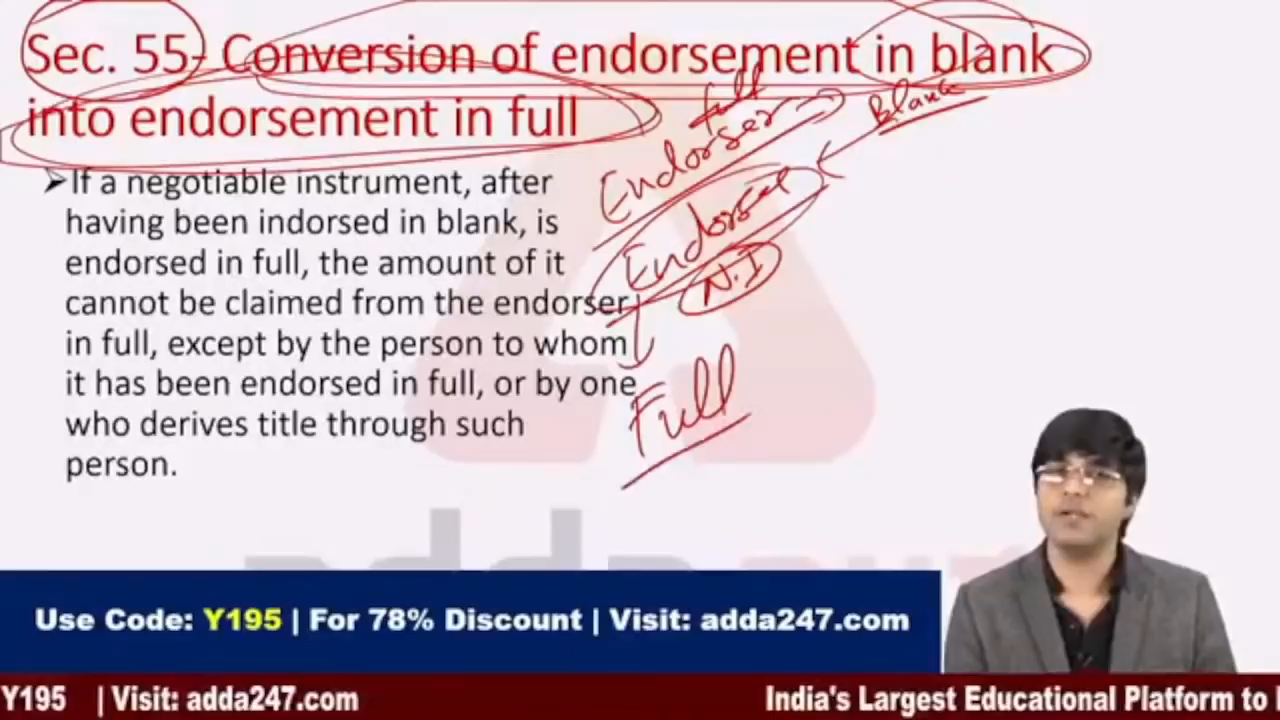 Sec. 55- Conversion of endorsement in blank
into endorsement in full
➤If a negotiable instrument, after
having been indorsed in blank, is
endorsed in full, the amount of it
cannot be claimed from the endorser
in full, except by the person to whom
it has been endorsed in full, or by one
who derives title through such
person.
full
Endorser
blank
Endorsee
N.I
Full
Use Code: Y195 | For 78% Discount | Visit: adda247.com
Y195 | Visit: adda247.com
India's Largest Educational Platform to